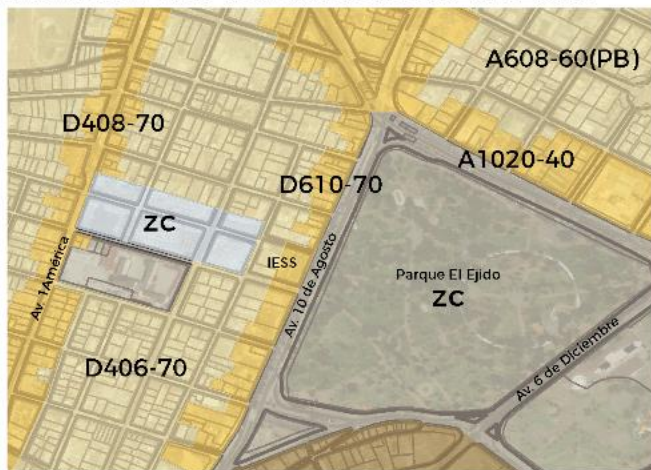 A608-60(PB)
D408-70
A1020-40
D610-70
ZC
IESS
Av. 1América
Av. 10 de Agosto
Parque El Ejido
ZC
Av. 6 de Diciembre
D406-70